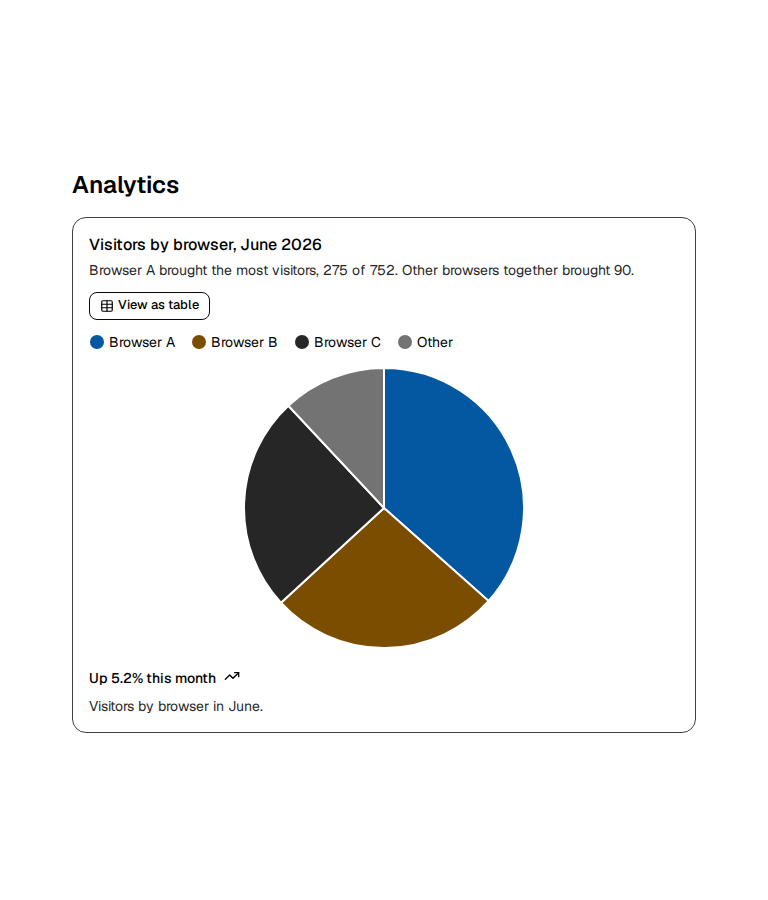 Analytics
Visitors by browser, June 2026
Browser A brought the most visitors, 275 of 752. Other browsers together brought 90.
View as table
Browser A Browser B Browser C Other
Up 5.2% this month
Visitors by browser in June.